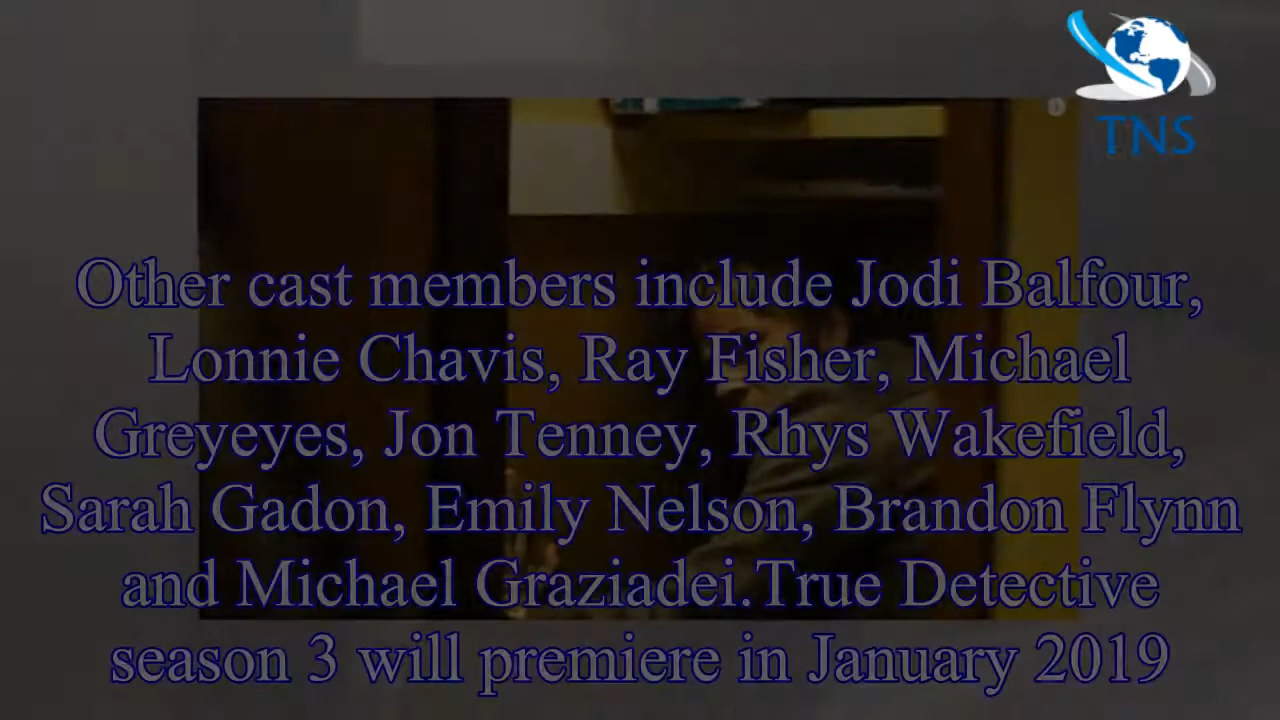 TNS
Other cast members include Jodi Balfour,
Lonnie Chavis, Ray Fisher, Michael
Greyeyes, Jon Tenney, Rhys Wakefield,
Sarah Gadon, Emily Nelson, Brandon Flynn
and Michael Graziadei.True Detective
season 3 will premiere in January 2019